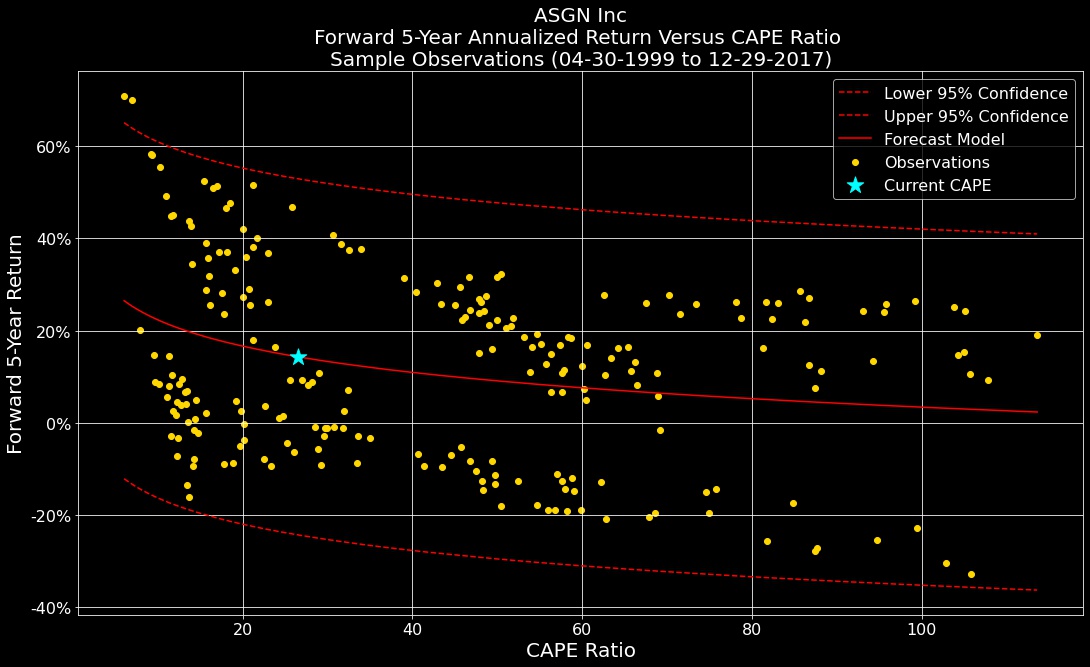 ASGN Inc
Forward 5-Year Annualized Return Versus CAPE Ratio
Sample Observations (04-30-1999 to 12-29-2017)
Lower 95% Confidence
Upper 95% Confidence
Forecast Model
Observations
Current CAPE
Forward 5-Year Return
60%
40%
20%
0%
-20%
-40%
20
40
60
80
100
CAPE Ratio